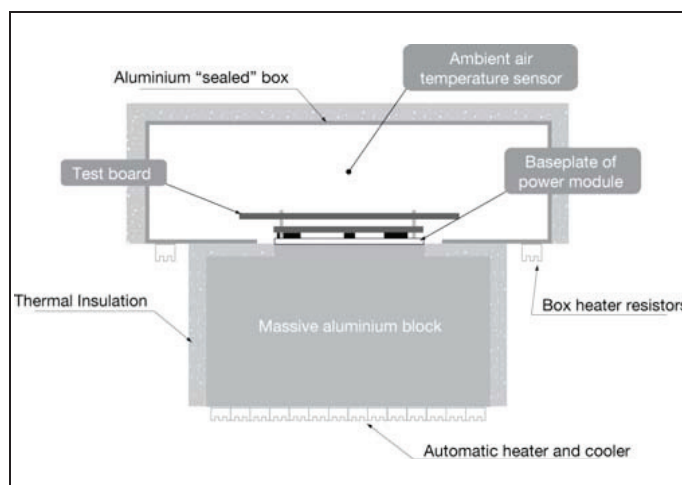 Ambient air
temperature sensor
Aluminium “sealed” box
Test board
Baseplate of
power module
Thermal Insulation
Box heater resistors
Massive aluminium block
Automatic heater and cooler